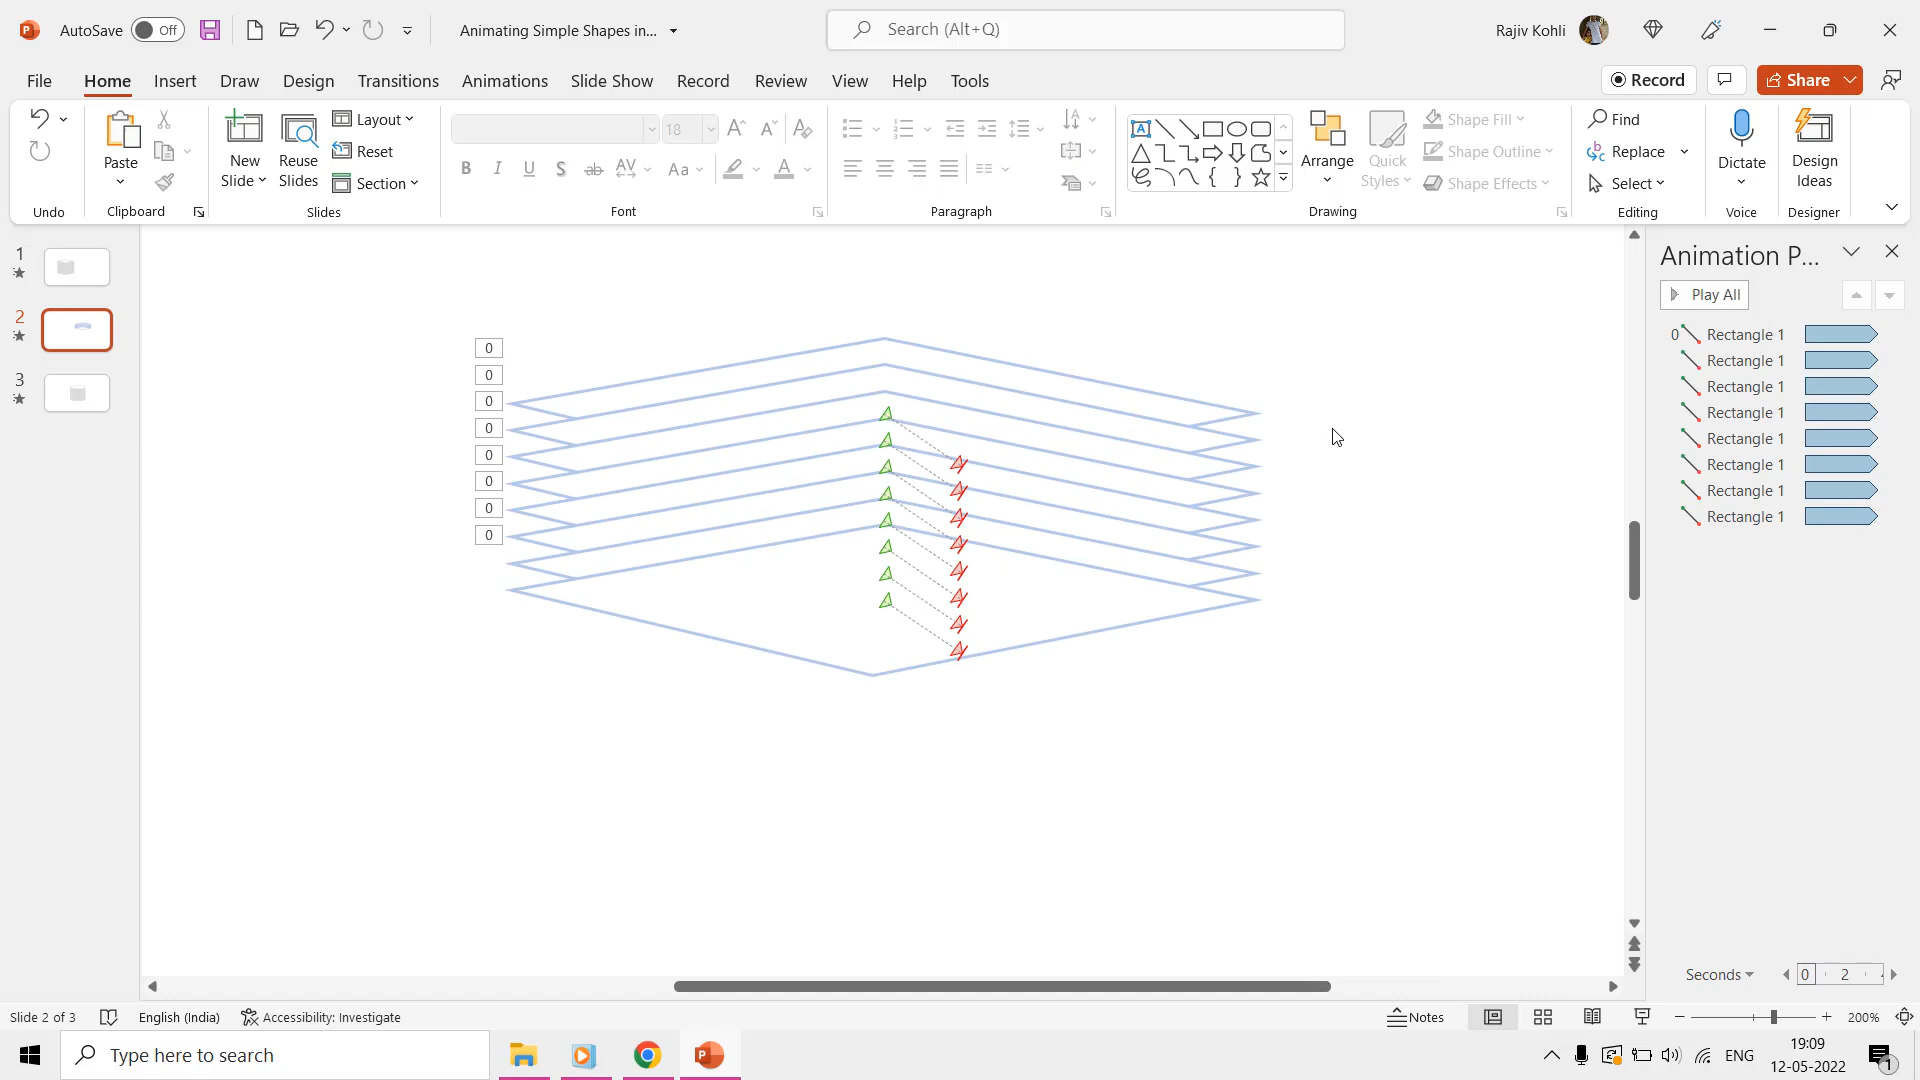 AutoSave Off Animating Simple Shapes in... Search (Alt+Q) Rajiv Kohli
File Home Insert Draw Design Transitions Animations Slide Show Record Review View Help Tools Record Share
Undo
Paste
Clipboard
New Slide
Reuse Slides
Layout
Reset
Section
Slides
18
B I U S ab AV Aa A
Font
Paragraph
A
Drawing
Arrange
Quick Styles
Shape Fill
Shape Outline
Shape Effects
Find
Replace
Select
Editing
Dictate
Voice
Design Ideas
Designer
1
2
3
0
0
0
0
0
0
0
0
Animation P...
Play All
0 Rectangle 1
Rectangle 1
Rectangle 1
Rectangle 1
Rectangle 1
Rectangle 1
Rectangle 1
Rectangle 1
Seconds 0 2
Slide 2 of 3 English (India) Accessibility: Investigate Notes 200%
Type here to search ENG 19:09
12-05-2022 1